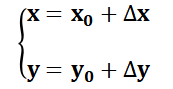 x = x₀ + Δx
y = y₀ + Δy